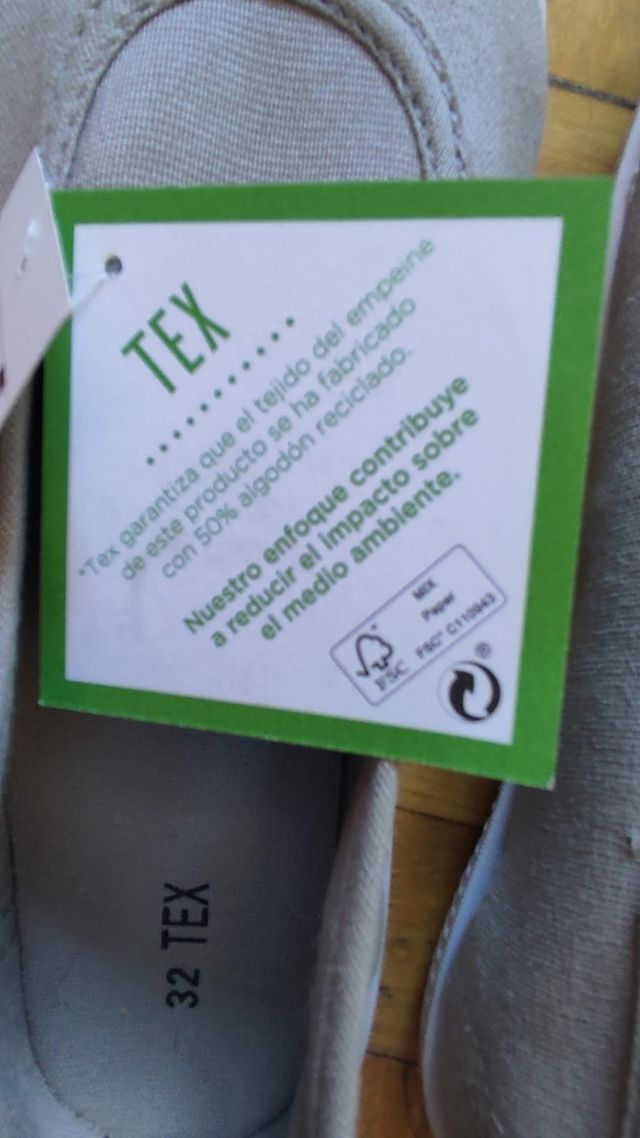 TEX
*Tex garantiza que el tejido del empeine
de este producto se ha fabricado
con 50% algodón reciclado.
Nuestro enfoque contribuye
a reducir el impacto sobre
el medio ambiente.
FSC
MIX
Paper
FSC® C110943
®
32 TEX